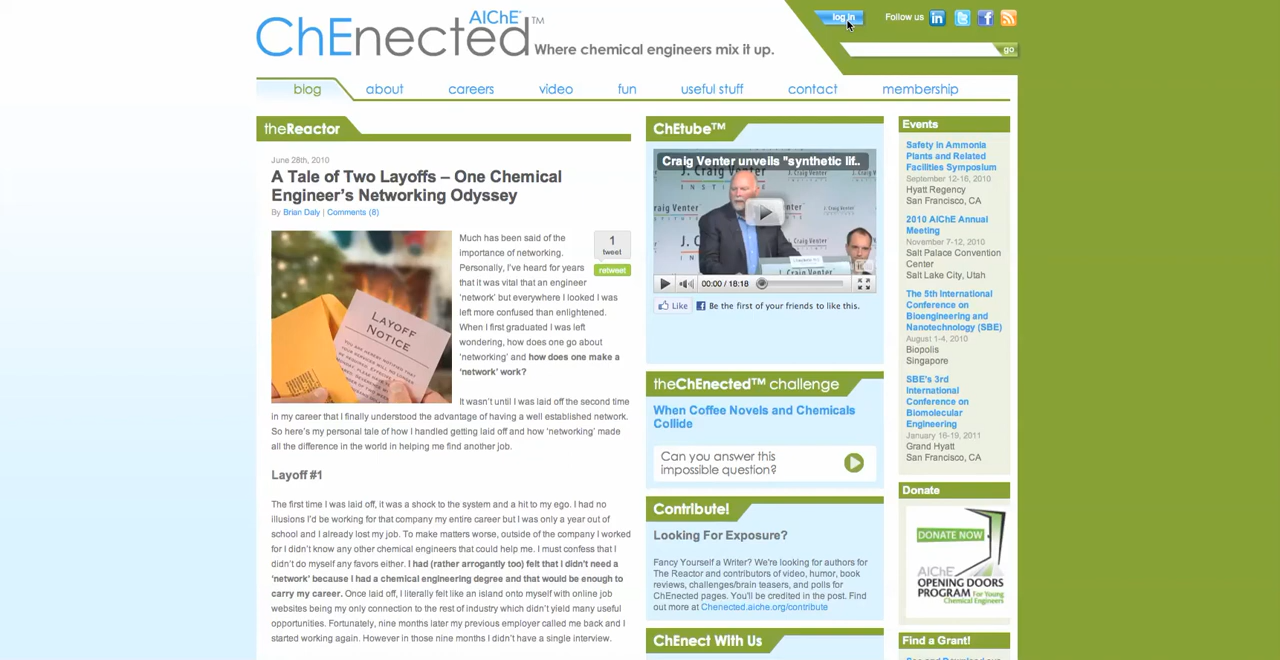 AIChE
ChEnected™
Where chemical engineers mix it up.
log in
Follow us
go
blog
about
careers
video
fun
useful stuff
contact
membership
theReactor
June 28th, 2010
A Tale of Two Layoffs – One Chemical
Engineer's Networking Odyssey
By Brian Daly | Comments (8)
LAYOFF
NOTICE
1
tweet
retweet
Much has been said of the
importance of networking.
Personally, I've heard for years
that it was vital that an engineer
'network' but everywhere I looked I was
left more confused than enlightened.
When I first graduated I was left
wondering, how does one go about
'networking' and how does one make a
'network' work?
It wasn't until I was laid off the second time
in my career that I finally understood the advantage of having a well established network.
So here's my personal tale of how I handled getting laid off and how 'networking' made
all the difference in the world in helping me find another job.
Layoff #1
The first time I was laid off, it was a shock to the system and a hit to my ego. I had no
illusions I'd be working for that company my entire career but I was only a year out of
school and I already lost my job. To make matters worse, outside of the company I worked
for I didn't know any other chemical engineers that could help me. I must confess that I
didn't do myself any favors either. I had (rather arrogantly too) felt that I didn't need a
'network' because I had a chemical engineering degree and that would be enough to
carry my career. Once laid off, I literally felt like an island onto myself with online job
websites being my only connection to the rest of industry which didn't yield many useful
opportunities. Fortunately, nine months later my previous employer called me back and I
started working again. However in those nine months I didn't have a single interview.
ChEtube™
Craig Venter unveils "synthetic lif..
00:00 / 18:18
Like
Be the first of your friends to like this.
theChEnected™ challenge
When Coffee Novels and Chemicals
Collide
Can you answer this
impossible question?
Contribute!
Looking For Exposure?
Fancy Yourself a Writer? We're looking for authors for
The Reactor and contributors of video, humor, book
reviews, challenges/brain teasers, and polls for
ChEnected pages. You'll be credited in the post. Find
out more at Chenected.aiche.org/contribute
ChEnect With Us
Events
Safety in Ammonia
Plants and Related
Facilities Symposium
September 12-16, 2010
Hyatt Regency
San Francisco, CA
2010 AIChE Annual
Meeting
November 7-12, 2010
Salt Palace Convention
Center
Salt Lake City, Utah
The 5th International
Conference on
Bioengineering and
Nanotechnology (SBE)
August 1-4, 2010
Biopolis
Singapore
SBE's 3rd
International
Conference on
Biomolecular
Engineering
January 16-19, 2011
Grand Hyatt
San Francisco, CA
Donate
DONATE NOW
AIChE
OPENING DOORS
PROGRAM For Young
Chemical Engineers
Find a Grant!